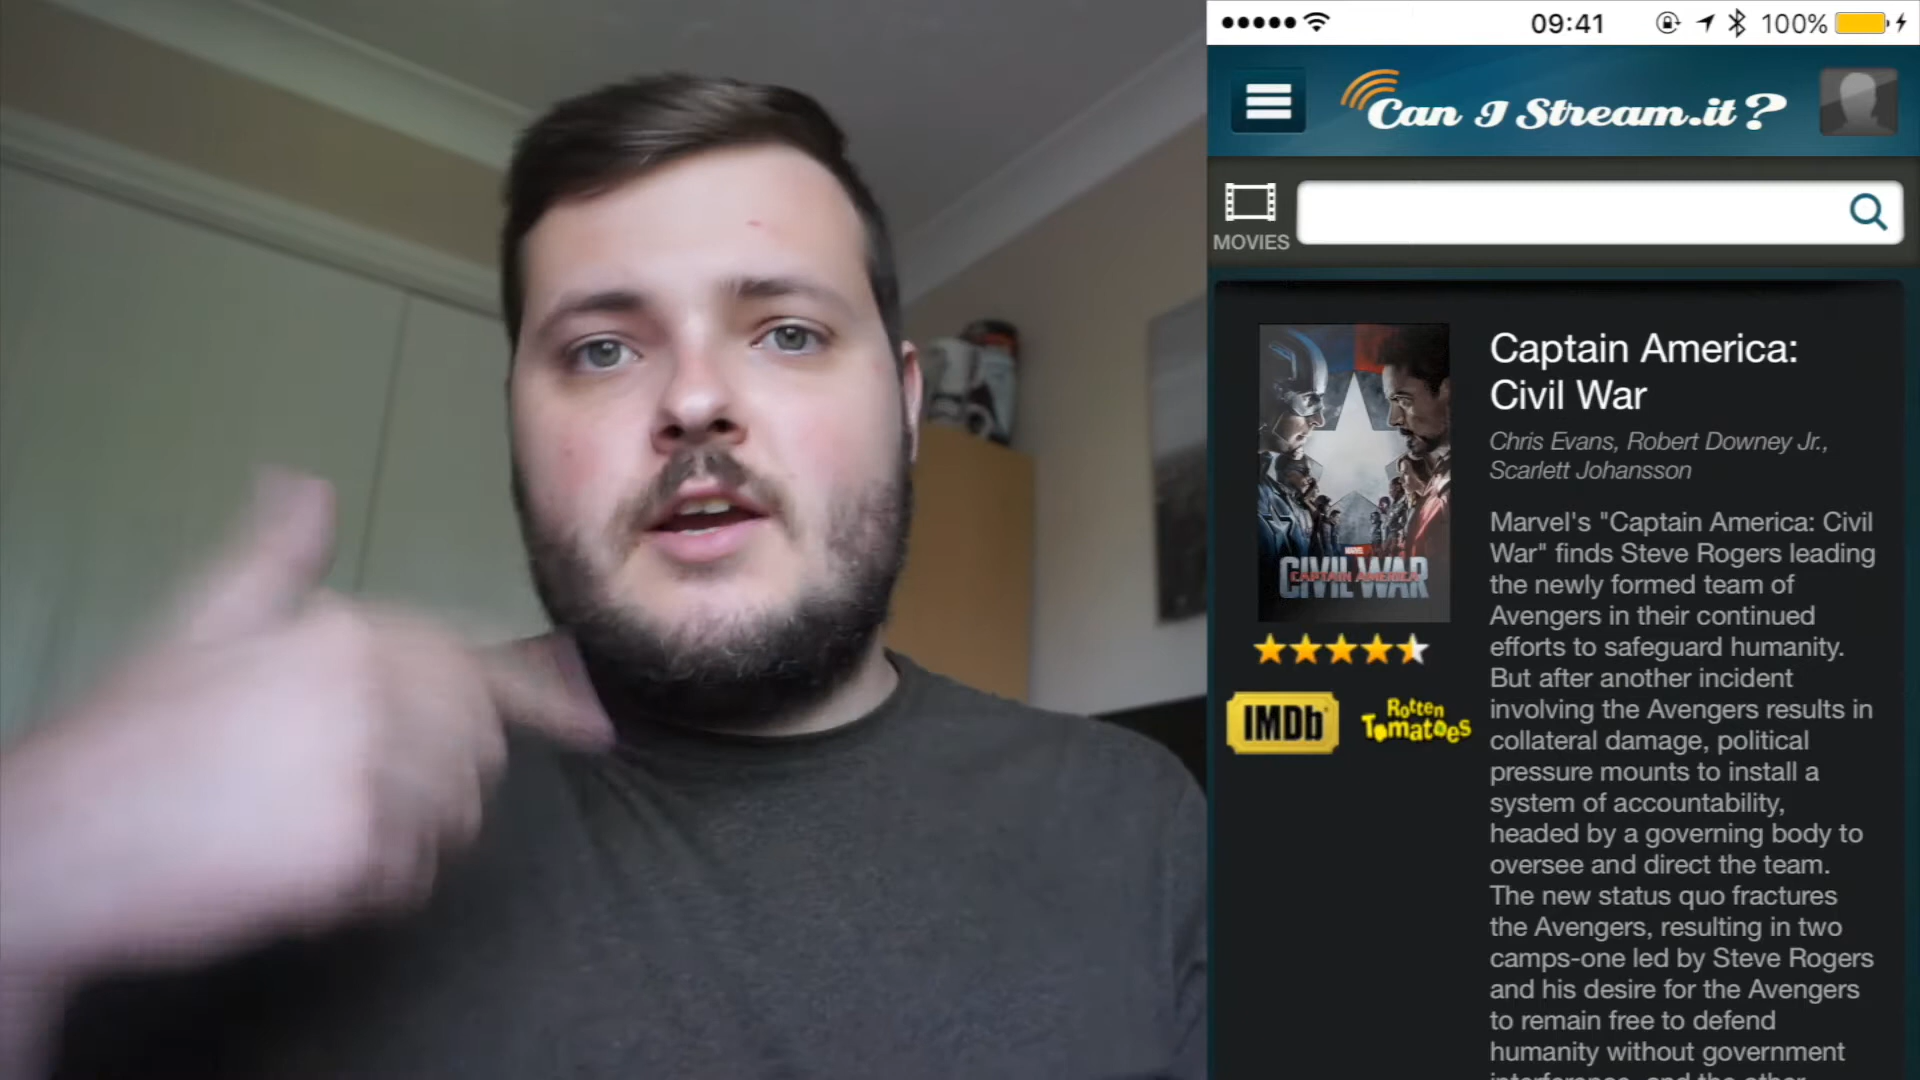 09:41
100%
Can I Stream.it?
MOVIES
Captain America:
Civil War
Chris Evans, Robert Downey Jr.,
Scarlett Johansson
MARVEL
CIVIL WAR
CAPTAIN AMERICA
IMDb
Rotten
Tomatoes
Marvel's "Captain America: Civil
War" finds Steve Rogers leading
the newly formed team of
Avengers in their continued
efforts to safeguard humanity.
But after another incident
involving the Avengers results in
collateral damage, political
pressure mounts to install a
system of accountability,
headed by a governing body to
oversee and direct the team.
The new status quo fractures
the Avengers, resulting in two
camps-one led by Steve Rogers
and his desire for the Avengers
to remain free to defend
humanity without government
interference, and the other